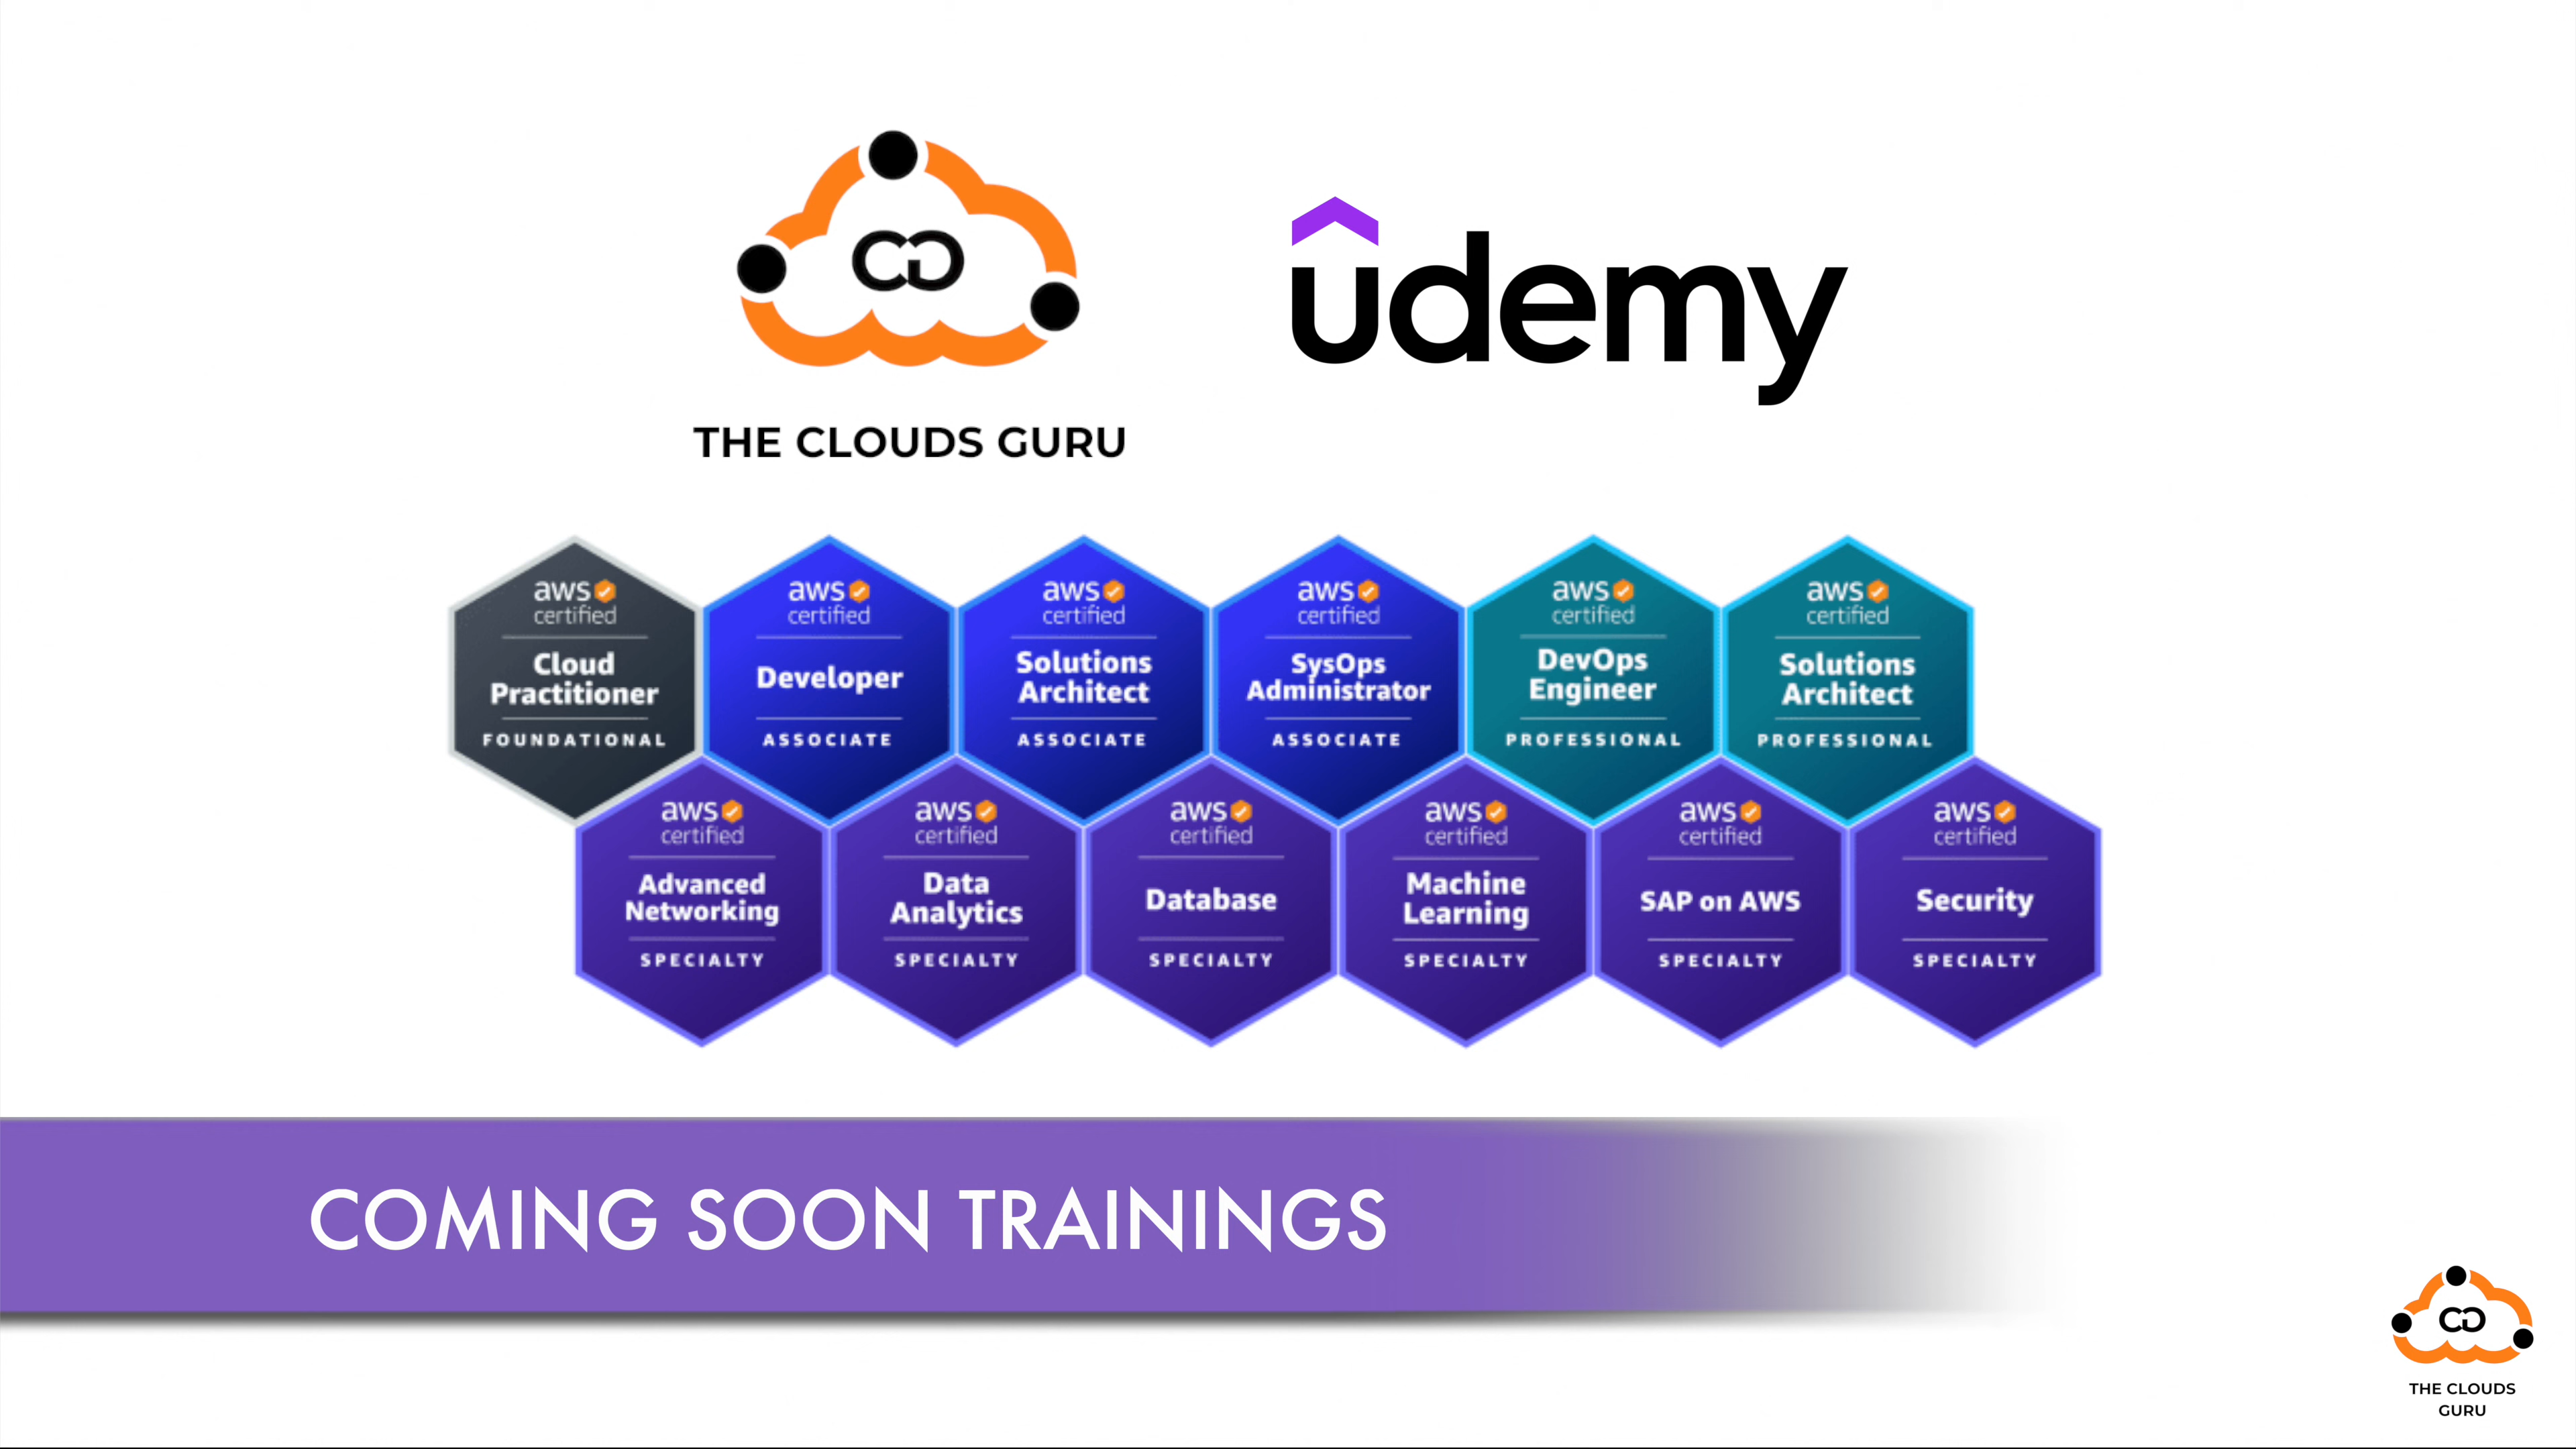 CG
udemy
THE CLOUDS GURU
aws
certified
Cloud
Practitioner
FOUNDATIONAL
aws
certified
Developer
ASSOCIATE
aws
certified
Solutions
Architect
ASSOCIATE
aws
certified
SysOps
Administrator
ASSOCIATE
aws
certified
DevOps
Engineer
PROFESSIONAL
aws
certified
Solutions
Architect
PROFESSIONAL
aws
certified
Advanced
Networking
SPECIALTY
aws
certified
Data
Analytics
SPECIALTY
aws
certified
Database
SPECIALTY
aws
certified
Machine
Learning
SPECIALTY
aws
certified
SAP on AWS
SPECIALTY
aws
certified
Security
SPECIALTY
COMING SOON TRAININGS
CG
THE CLOUDS
GURU